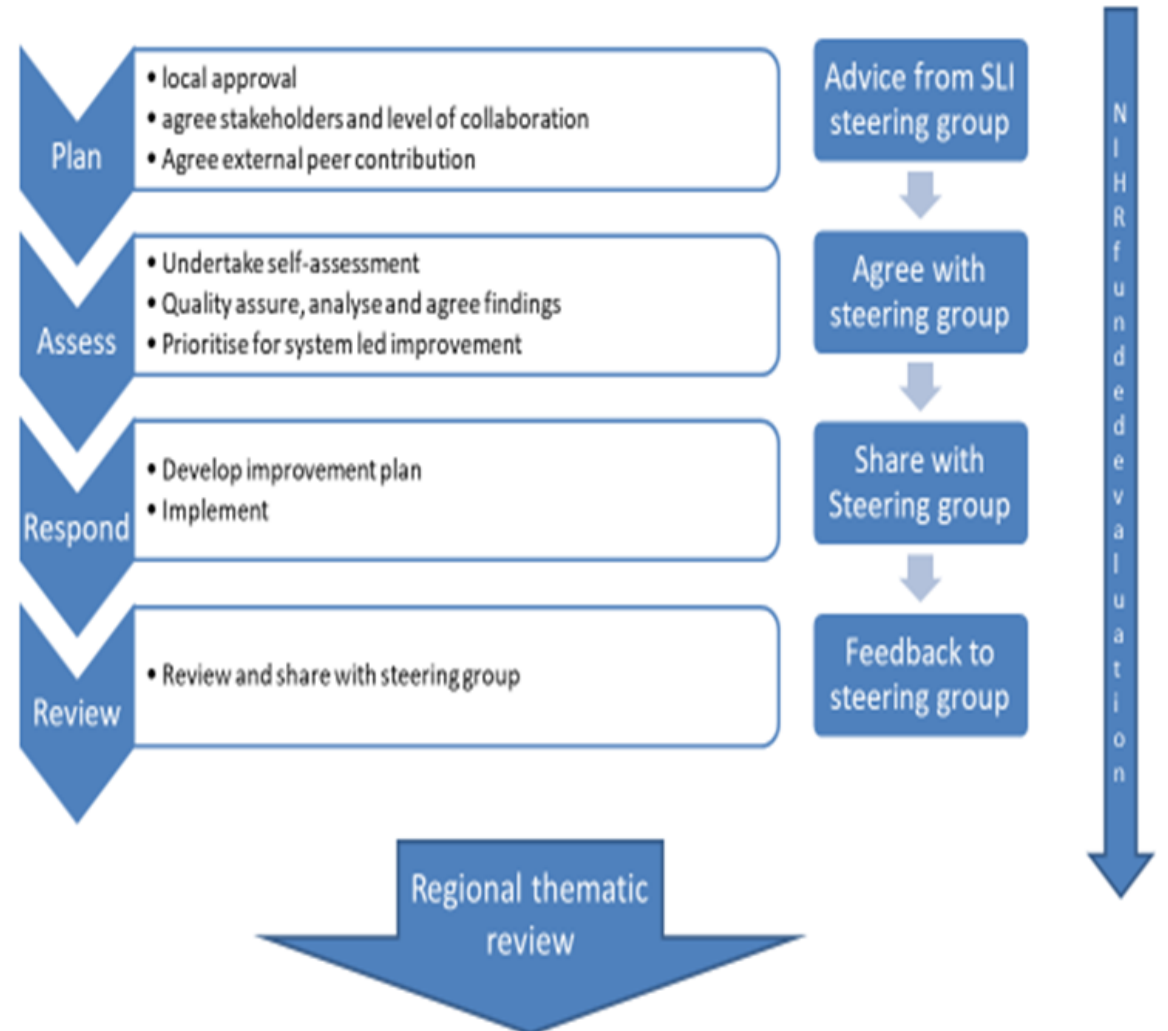 Plan
• local approval
• agree stakeholders and level of collaboration
• Agree external peer contribution
Advice from SLI
steering group
Assess
• Undertake self-assessment
• Quality assure, analyse and agree findings
• Prioritise for system led improvement
Agree with
steering group
Respond
• Develop improvement plan
• Implement
Share with
Steering group
Review
• Review and share with steering group
Feedback to
steering group
Regional thematic
review
NIHR funded evaluation